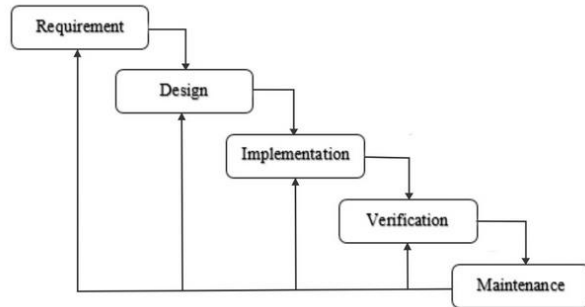 Requirement
Design
Implementation
Verification
Maintenance